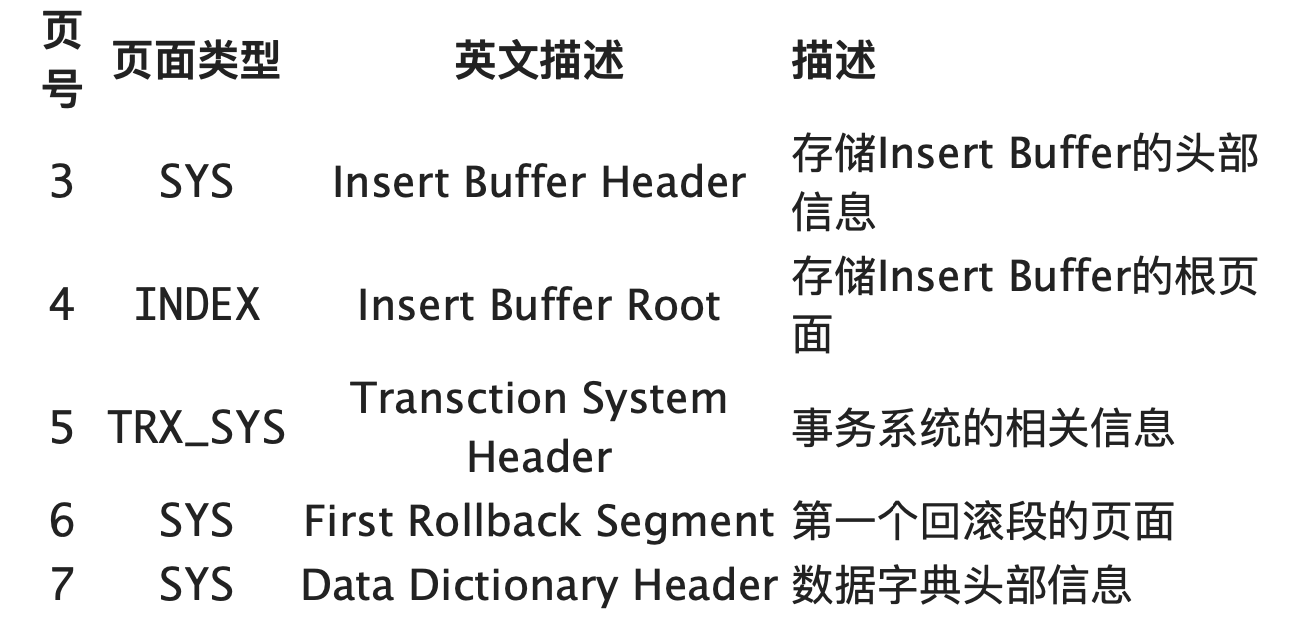 页号 页面类型 英文描述 描述
3 SYS Insert Buffer Header 存储Insert Buffer的头部信息
4 INDEX Insert Buffer Root 存储Insert Buffer的根页面
5 TRX_SYS Transction System Header 事务系统的相关信息
6 SYS First Rollback Segment 第一个回滚段的页面
7 SYS Data Dictionary Header 数据字典头部信息